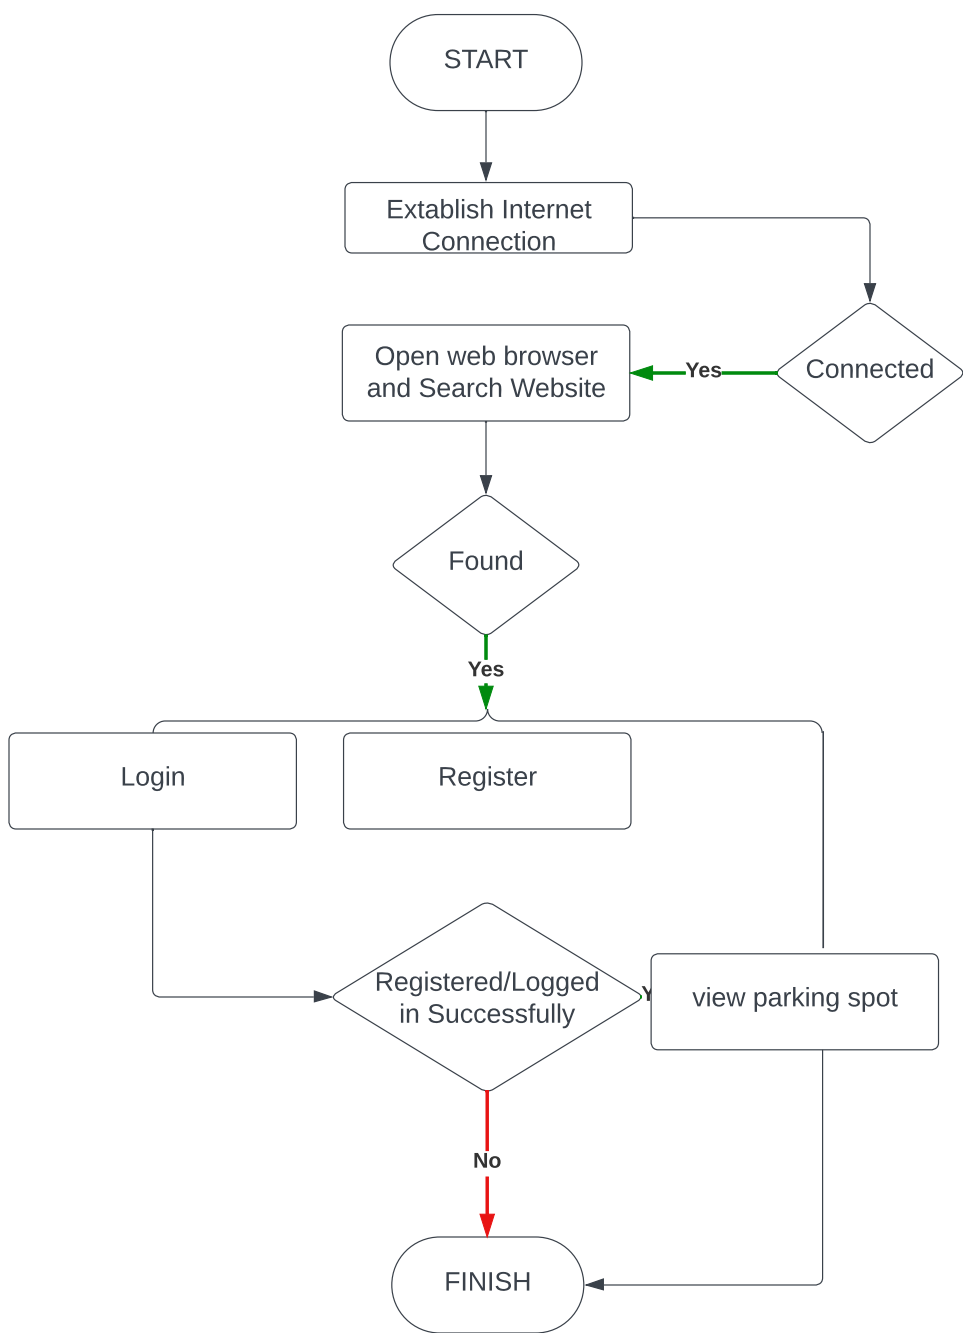 START
Extablish Internet
Connection
Open web browser
and Search Website
Yes
Connected
Found
Yes
Login
Register
Registered/Logged
in Successfully
view parking spot
No
FINISH